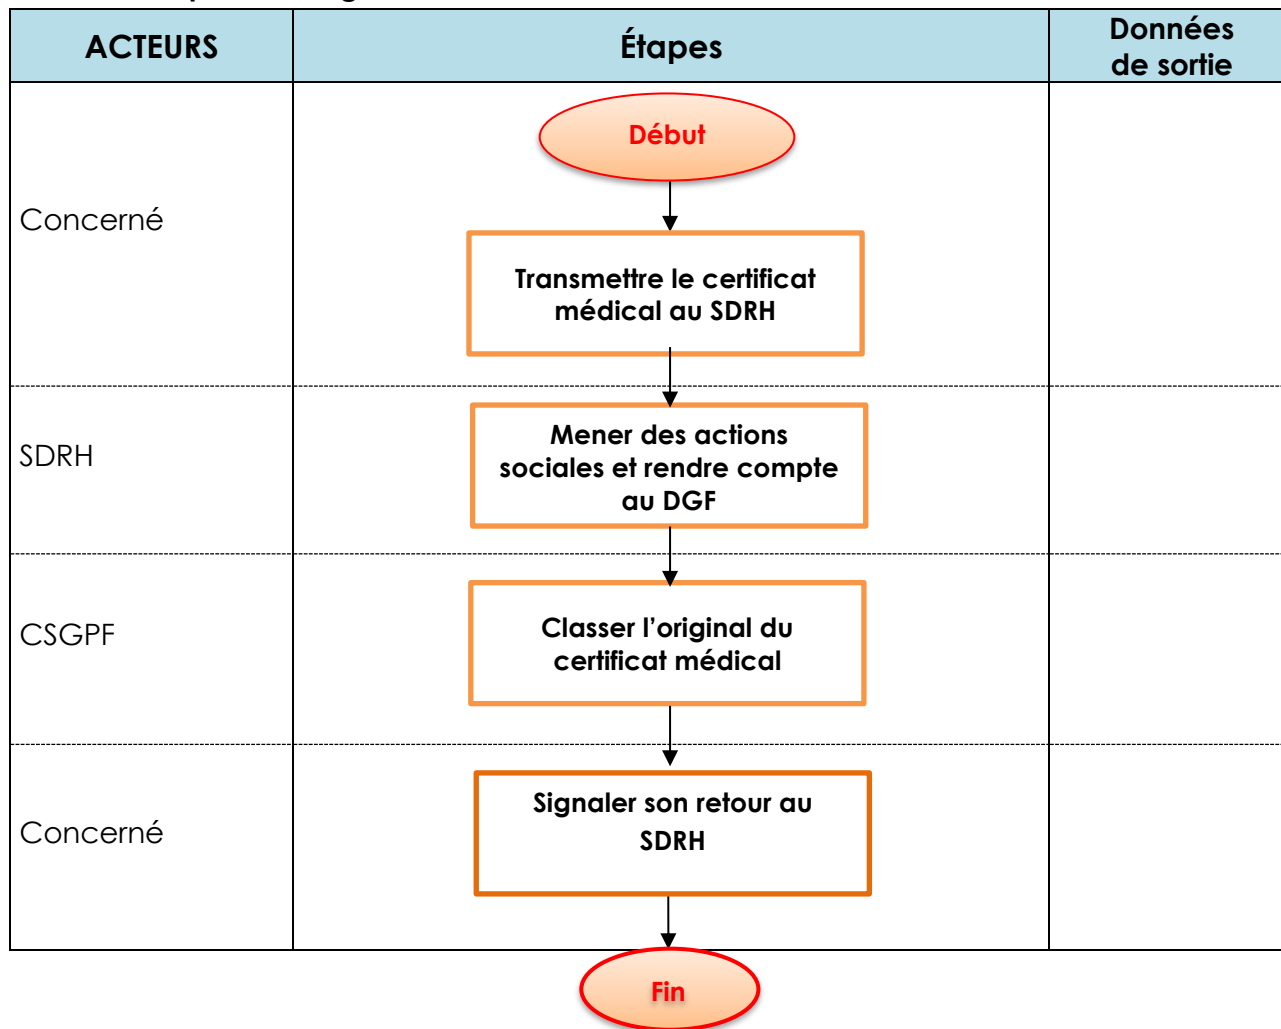 ACTEURS
Étapes
Données
de sortie
Début
Concerné
Transmettre le certificat
médical au SDRH
SDRH
Mener des actions
sociales et rendre compte
au DGF
CSGPF
Classer l’original du
certificat médical
Concerné
Signaler son retour au
SDRH
Fin